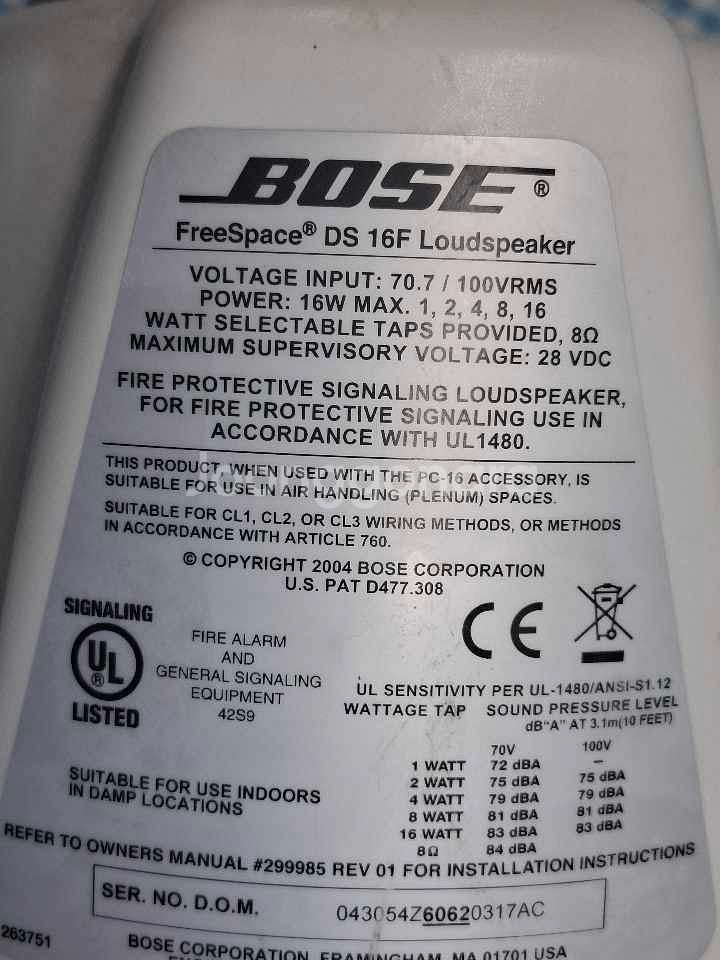 BOSE®
FreeSpace® DS 16F Loudspeaker
VOLTAGE INPUT: 70.7 / 100VRMS
POWER: 16W MAX. 1, 2, 4, 8, 16
WATT SELECTABLE TAPS PROVIDED, 8Ω
MAXIMUM SUPERVISORY VOLTAGE: 28 VDC
FIRE PROTECTIVE SIGNALING LOUDSPEAKER,
FOR FIRE PROTECTIVE SIGNALING USE IN
ACCORDANCE WITH UL1480.
THIS PRODUCT, WHEN USED WITH THE PC-16 ACCESSORY, IS
SUITABLE FOR USE IN AIR HANDLING (PLENUM) SPACES.
SUITABLE FOR CL1, CL2, OR CL3 WIRING METHODS, OR METHODS
IN ACCORDANCE WITH ARTICLE 760.
© COPYRIGHT 2004 BOSE CORPORATION
U.S. PAT D477.308
SIGNALING
UL®
LISTED
FIRE ALARM
AND
GENERAL SIGNALING
EQUIPMENT
42S9
CE
UL SENSITIVITY PER UL-1480/ANSI-S1.12
WATTAGE TAP SOUND PRESSURE LEVEL
dB"A" AT 3.1m(10 FEET)
70V 100V
1 WATT 72 dBA –
2 WATT 75 dBA 75 dBA
4 WATT 79 dBA 79 dBA
8 WATT 81 dBA 81 dBA
16 WATT 83 dBA 83 dBA
8Ω 84 dBA
SUITABLE FOR USE INDOORS
IN DAMP LOCATIONS
REFER TO OWNERS MANUAL #299985 REV 01 FOR INSTALLATION INSTRUCTIONS
SER. NO. D.O.M. 043054Z60620317AC
263751
BOSE CORPORATION, FRAMINGHAM, MA 01701 USA